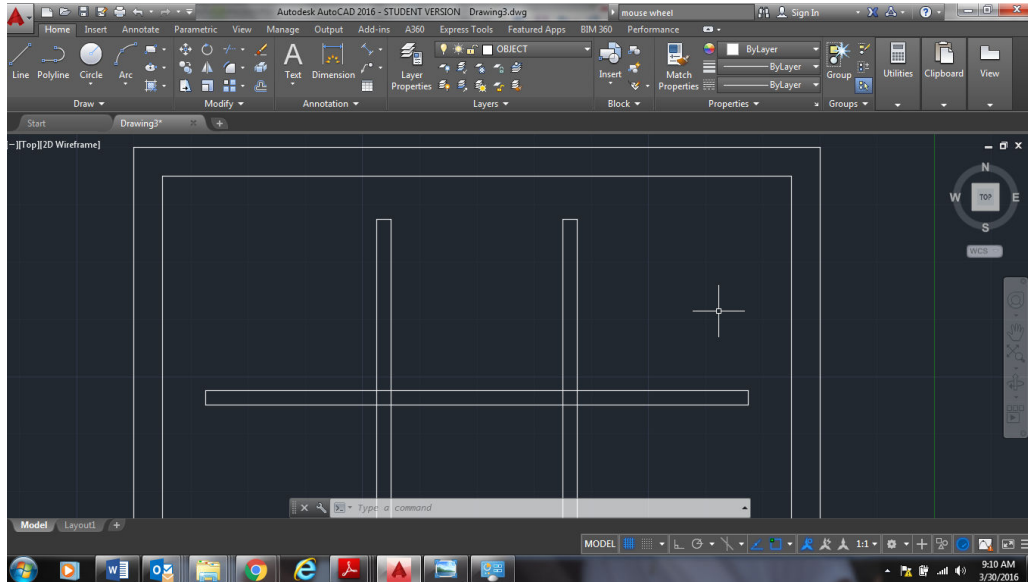 Autodesk AutoCAD 2016 - STUDENT VERSION Drawing3.dwg
mouse wheel
Sign In
Home Insert Annotate Parametric View Manage Output Add-ins A360 Express Tools Featured Apps BIM 360 Performance
Line Polyline Circle Arc
Text Dimension
Layer Properties
OBJECT
Insert
Match Properties
ByLayer
ByLayer
ByLayer
Group
Utilities
Clipboard
View
Draw Modify Annotation Layers Block Properties Groups
Start Drawing3*
[–][Top][2D Wireframe]
N
W TOP E
S
WCS
Type a command
Model Layout1
MODEL 1:1
9:10 AM
3/30/2016